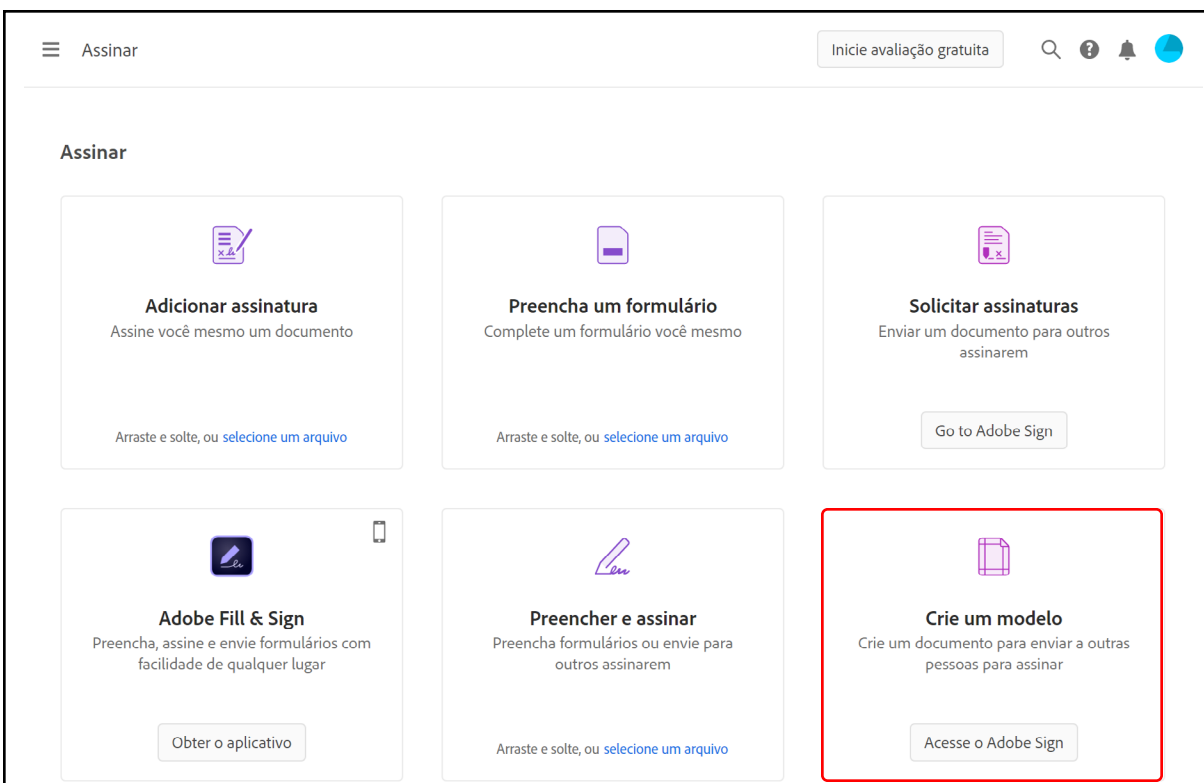 Assinar
Inicie avaliação gratuita
Assinar
Adicionar assinatura
Assine você mesmo um documento
Arraste e solte, ou selecione um arquivo
Preencha um formulário
Complete um formulário você mesmo
Arraste e solte, ou selecione um arquivo
Solicitar assinaturas
Enviar um documento para outros
assinarem
Go to Adobe Sign
Adobe Fill & Sign
Preencha, assine e envie formulários com
facilidade de qualquer lugar
Obter o aplicativo
Preencher e assinar
Preencha formulários ou envie para
outros assinarem
Arraste e solte, ou selecione um arquivo
Crie um modelo
Crie um documento para enviar a outras
pessoas para assinar
Acesse o Adobe Sign